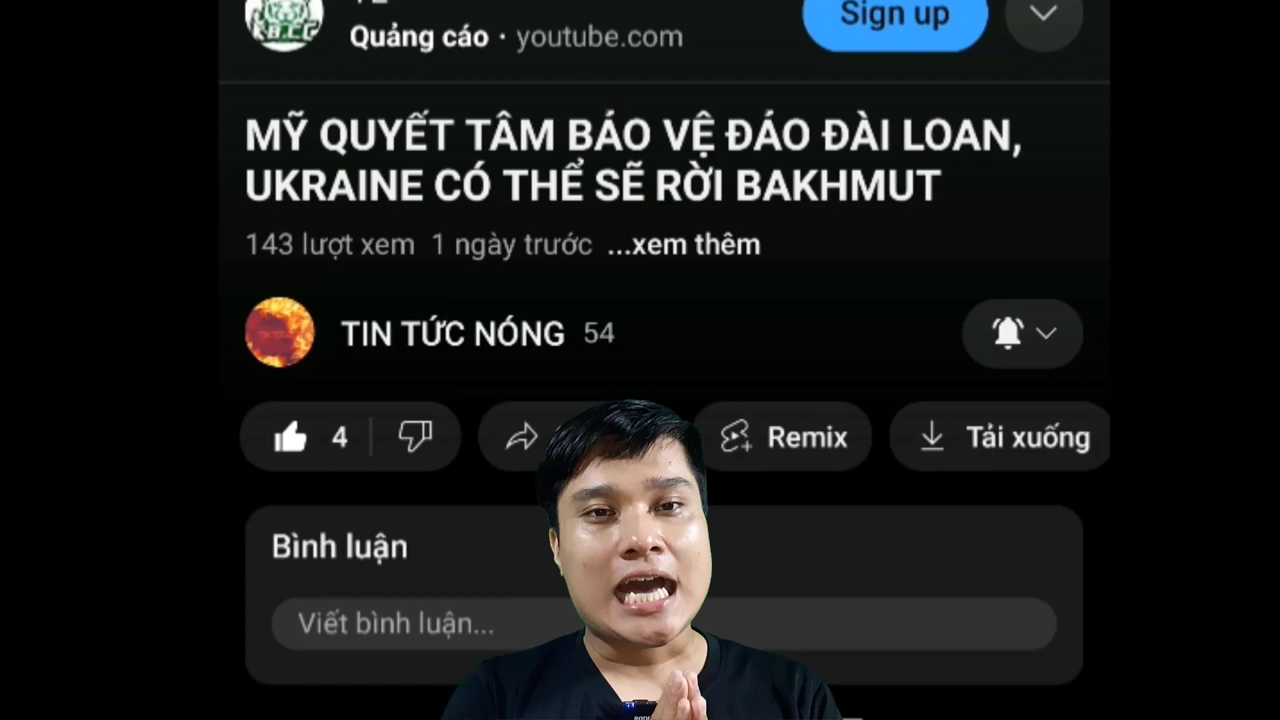 Sign up
Quảng cáo · youtube.com
MỸ QUYẾT TÂM BẢO VỆ ĐẢO ĐÀI LOAN,
UKRAINE CÓ THỂ SẼ RỜI BAKHMUT
143 lượt xem 1 ngày trước ...xem thêm
TIN TỨC NÓNG 54
4 Remix Tải xuống
Bình luận
Viết bình luận...